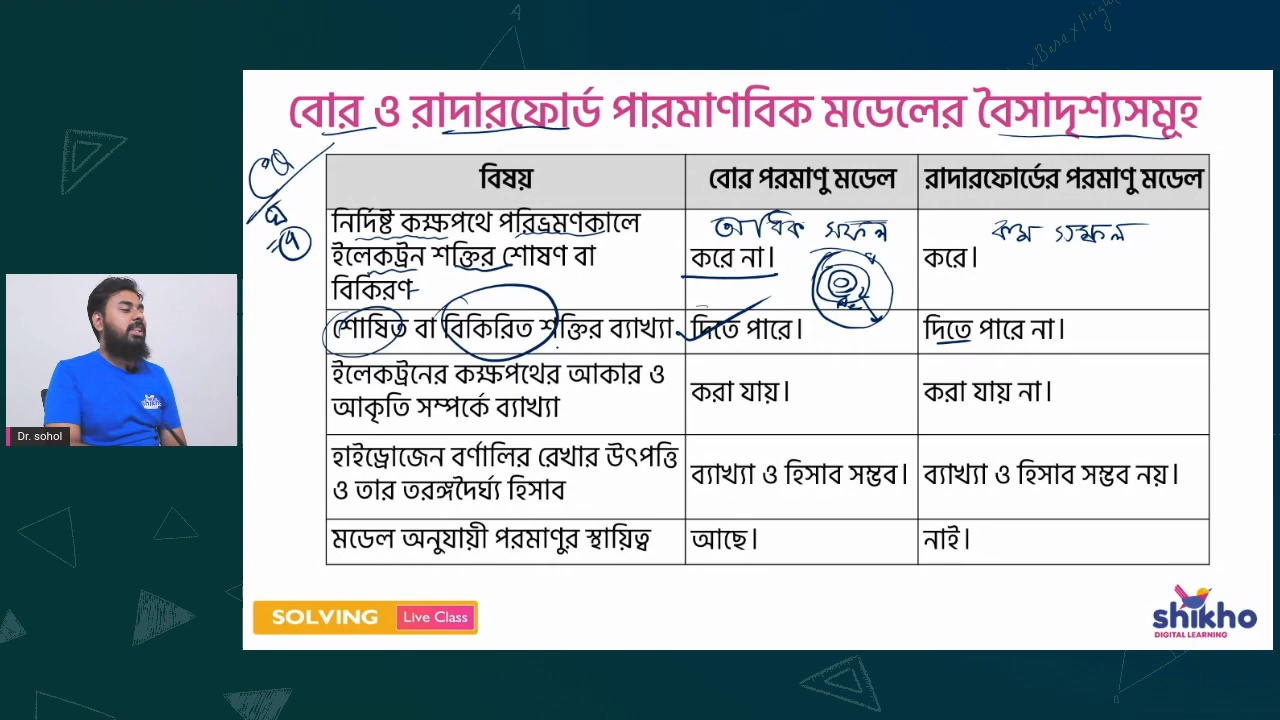 বোর ও রাদারফোর্ড পারমাণবিক মডেলের বৈসাদৃশ্যসমূহ
বিষয়
বোর পরমাণু মডেল
রাদারফোর্ডের পরমাণু মডেল
নির্দিষ্ট কক্ষপথে পরিভ্রমণকালে
ইলেকট্রন শক্তির শোষণ বা
বিকিরণ
অধিক সফল
করে না।
কম সফল
করে।
শোষিত বা বিকিরিত শক্তির ব্যাখ্যা
দিতে পারে।
দিতে পারে না।
ইলেকট্রনের কক্ষপথের আকার ও
আকৃতি সম্পর্কে ব্যাখ্যা
করা যায়।
করা যায় না।
হাইড্রোজেন বর্ণালির রেখার উৎপত্তি
ও তার তরঙ্গদৈর্ঘ্য হিসাব
ব্যাখ্যা ও হিসাব সম্ভব।
ব্যাখ্যা ও হিসাব সম্ভব নয়।
মডেল অনুযায়ী পরমাণুর স্থায়িত্ব
আছে।
নাই।
Dr. sohol
SOLVING Live Class
shikho
DIGITAL LEARNING